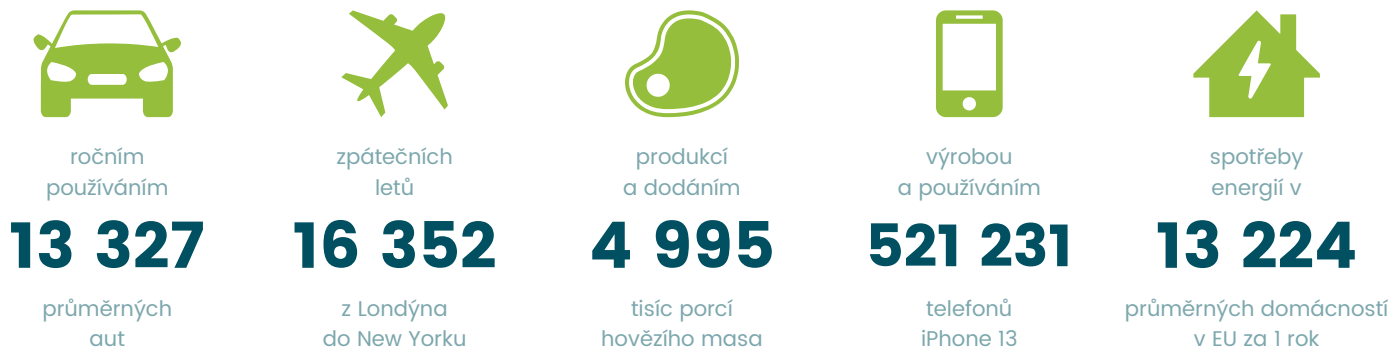 ročním
používáním
13 327
průměrných
aut
zpátečních
letů
16 352
z Londýna
do New Yorku
produkcí
a dodáním
4 995
tisíc porcí
hovězího masa
výrobou
a používáním
521 231
telefonů
iPhone 13
spotřeby
energií v
13 224
průměrných domácností
v EU za 1 rok